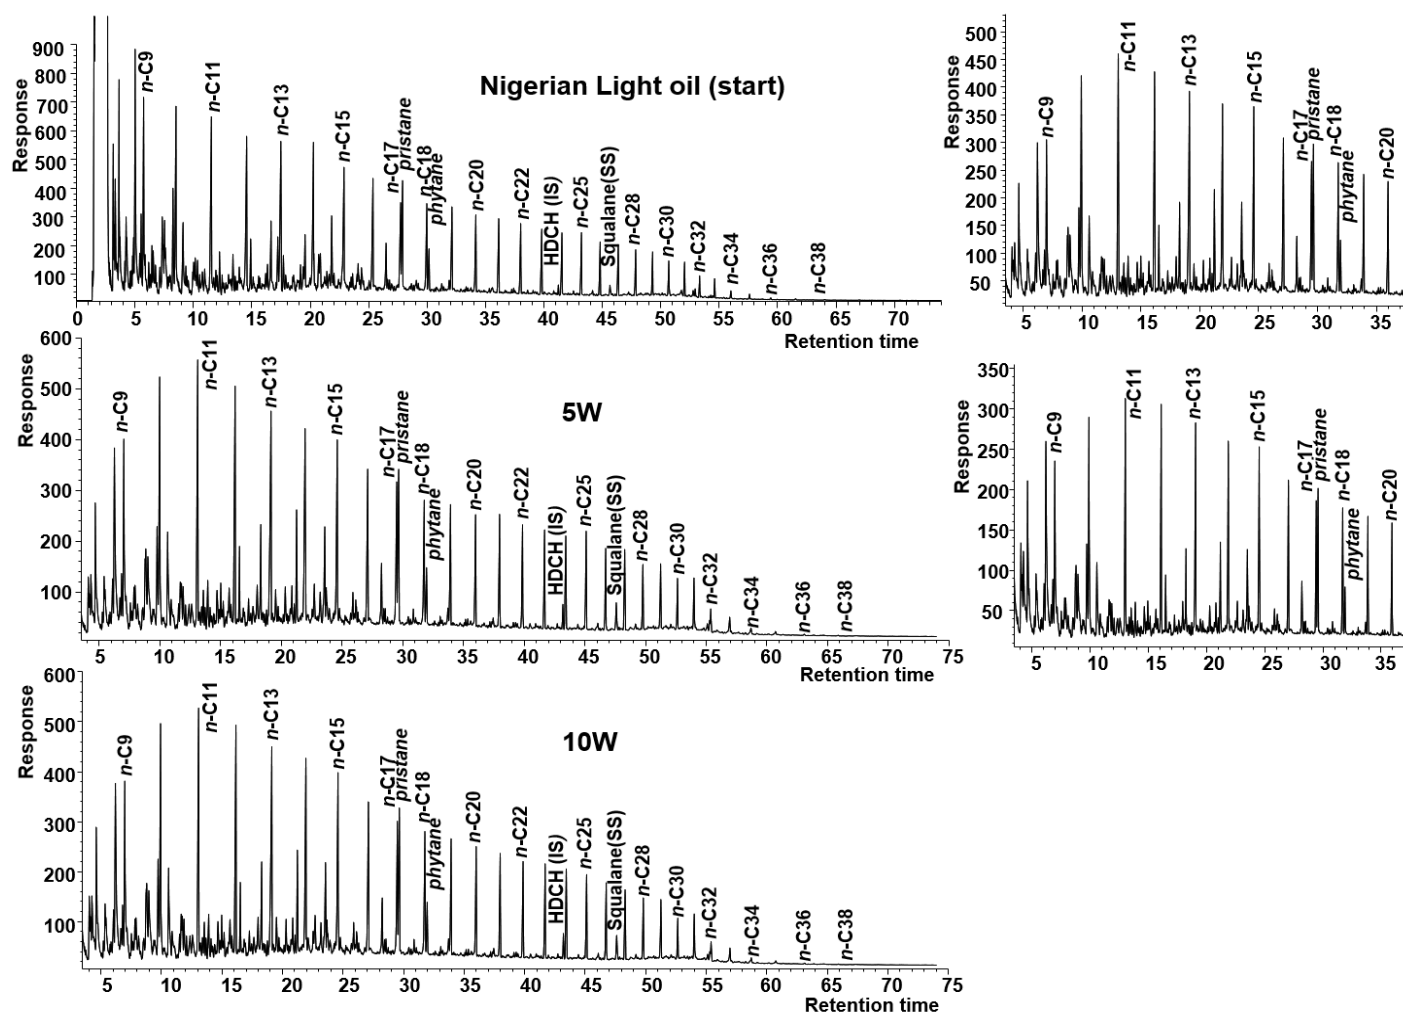 Nigerian Light oil (start)
Response
900
800
700
600
500
400
300
200
100
n-C9
n-C11
n-C13
n-C15
n-C17
pristane
n-C18
phytane
n-C20
n-C22
HDCH (IS)
n-C25
Squalane(SS)
n-C28
n-C30
n-C32
n-C34
n-C36
n-C38
0 5 10 15 20 25 30 35 40 45 50 55 60 65 70
Retention time
Response
500
450
400
350
300
250
200
150
100
50
n-C9
n-C11
n-C13
n-C15
n-C17
pristane
n-C18
phytane
n-C20
5 10 15 20 25 30 35
5W
Response
600
500
400
300
200
100
n-C9
n-C11
n-C13
n-C15
n-C17
pristane
n-C18
phytane
n-C20
n-C22
HDCH (IS)
n-C25
Squalane(SS)
n-C28
n-C30
n-C32
n-C34
n-C36
n-C38
5 10 15 20 25 30 35 40 45 50 55 60 65 70 75
Retention time
Response
350
300
250
200
150
100
50
n-C9
n-C11
n-C13
n-C15
n-C17
pristane
n-C18
phytane
n-C20
5 10 15 20 25 30 35
10W
Response
600
500
400
300
200
100
n-C9
n-C11
n-C13
n-C15
n-C17
pristane
n-C18
phytane
n-C20
n-C22
HDCH (IS)
n-C25
Squalane(SS)
n-C28
n-C30
n-C32
n-C34
n-C36
n-C38
5 10 15 20 25 30 35 40 45 50 55 60 65 70 75
Retention time